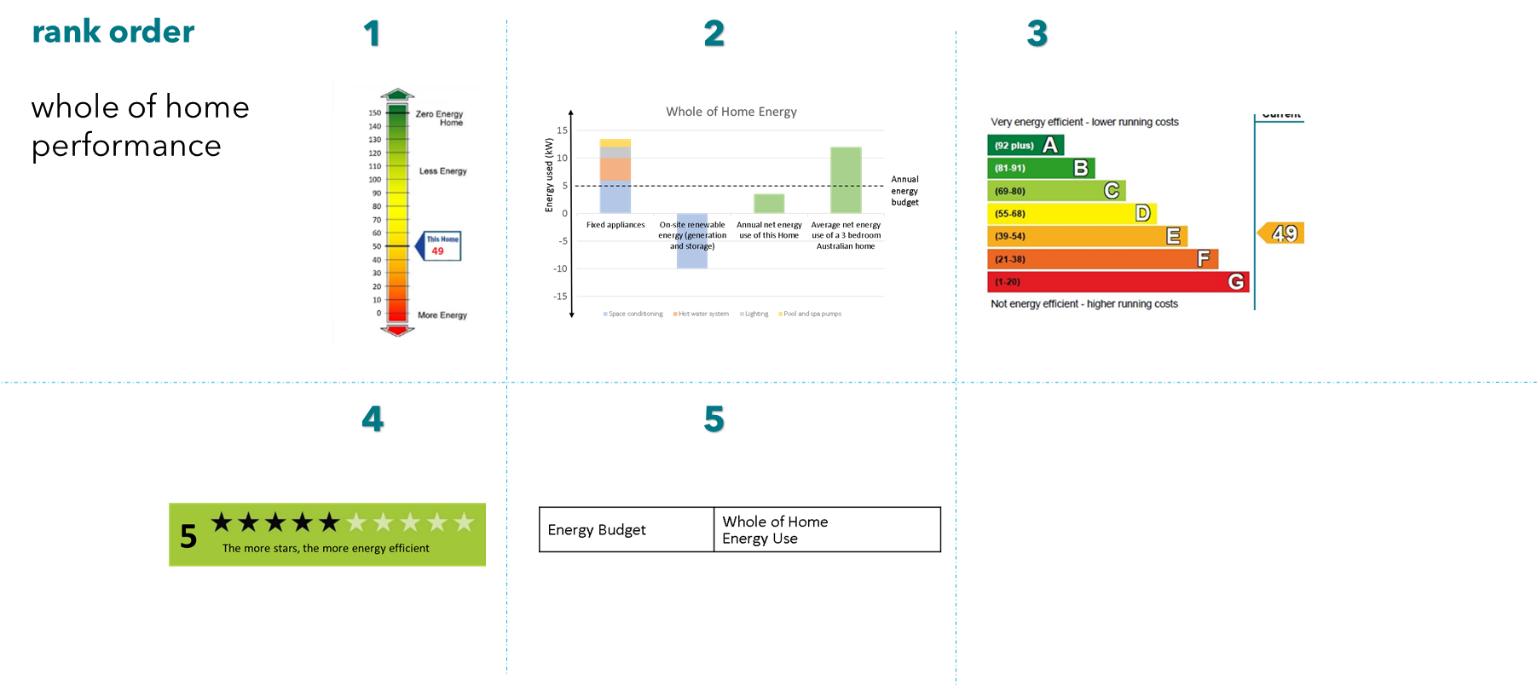 rank order
whole of home
performance
1
150
140
130
120
110
100
90
80
70
60
50
40
30
20
10
0
Zero Energy
Home
Less Energy
This Home
49
More Energy
2
Whole of Home Energy
Energy used (kW)
15
10
5
0
-5
-10
-15
Annual
energy
budget
Fixed appliances
On-site renewable
energy (generation
and storage)
Annual net energy
use of this Home
Average net energy
use of a 3 bedroom
Australian home
Space conditioning
Hot water system
Lighting
Pool and spa pumps
3
Very energy efficient - lower running costs
Current
(92 plus) A
(81-91) B
(69-80) C
(55-68) D
(39-54) E
(21-38) F
(1-20) G
49
Not energy efficient - higher running costs
4
5
The more stars, the more energy efficient
5
Energy Budget
Whole of Home
Energy Use